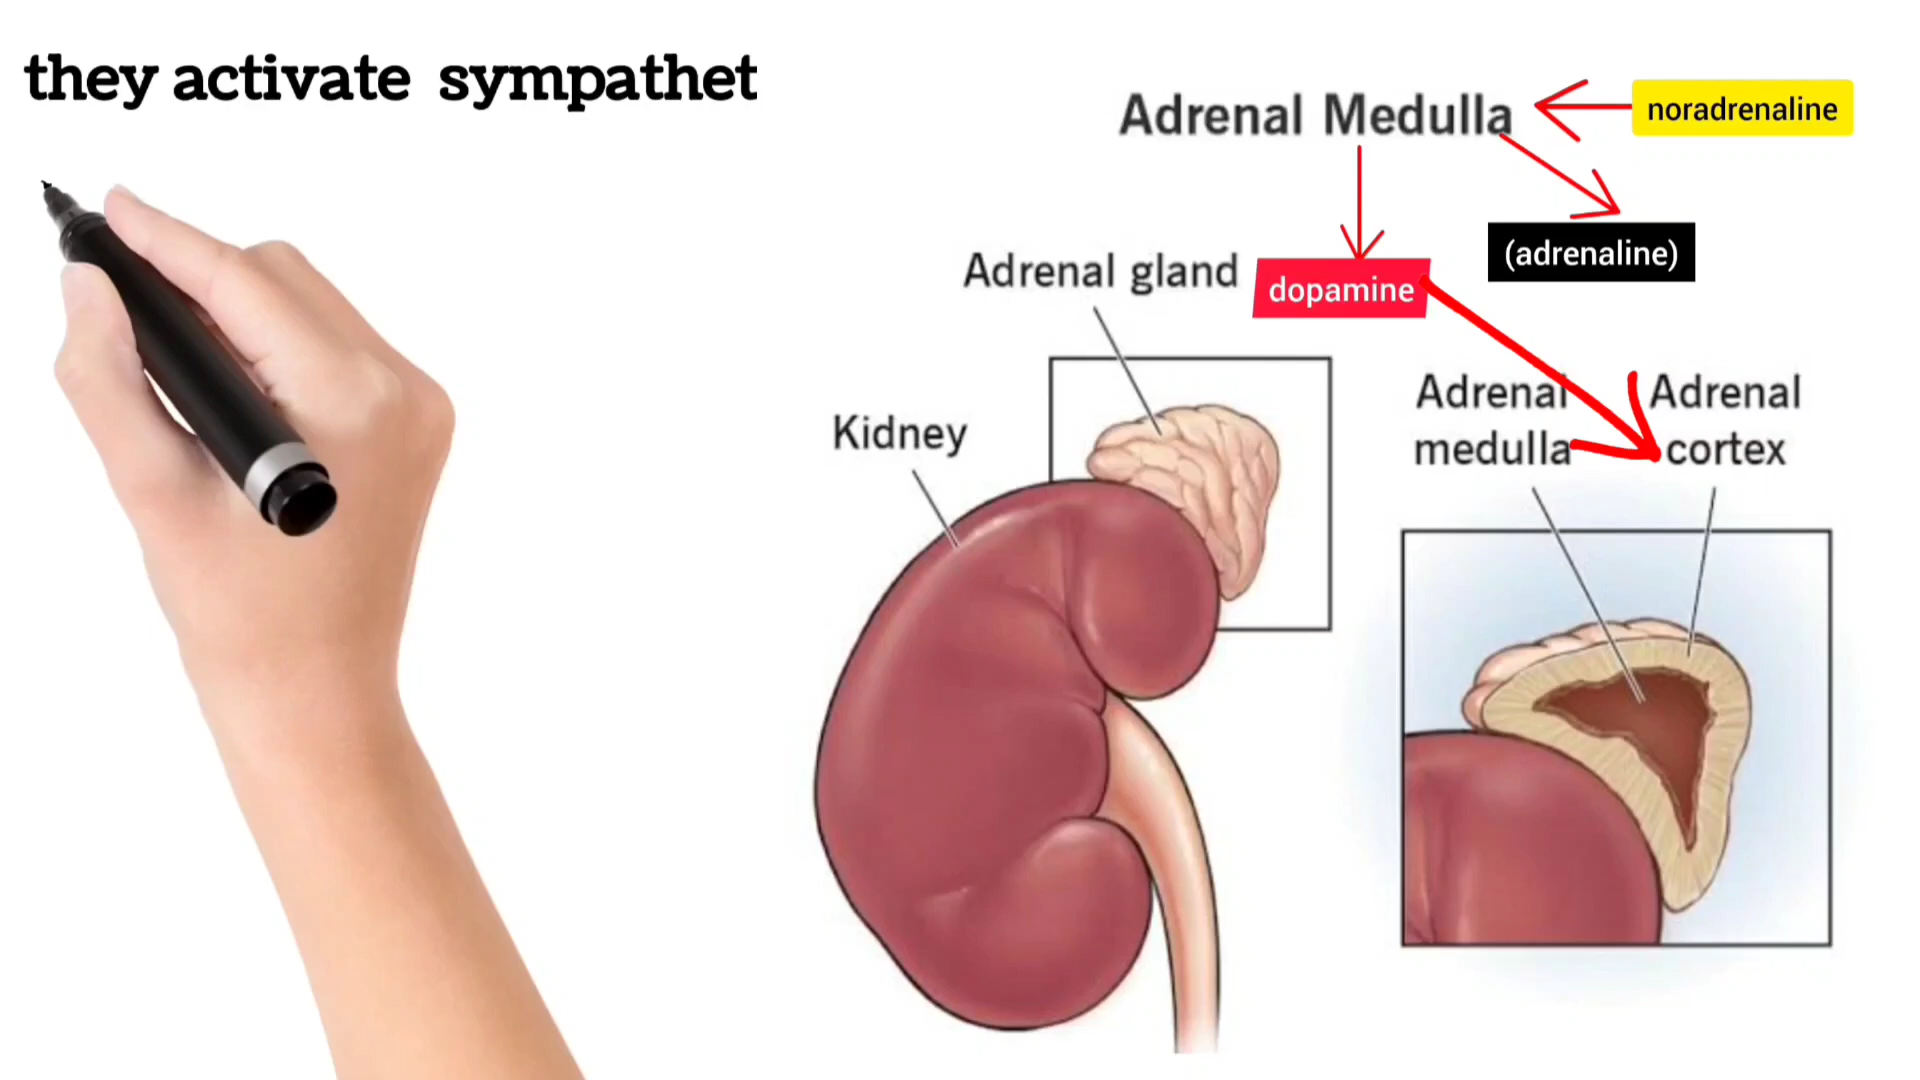 they activate sympathet
Adrenal Medulla
noradrenaline
(adrenaline)
Adrenal gland
dopamine
Kidney
Adrenal
medulla
Adrenal
cortex